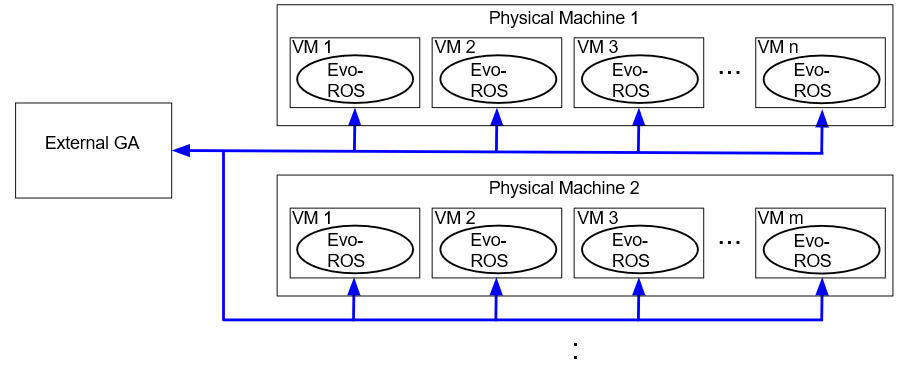 Physical Machine 1
VM 1
VM 2
VM 3
VM n
Evo-
ROS
Evo-
ROS
Evo-
ROS
...
Evo-
ROS
External GA
Physical Machine 2
VM 1
VM 2
VM 3
VM m
Evo-
ROS
Evo-
ROS
Evo-
ROS
...
Evo-
ROS
: